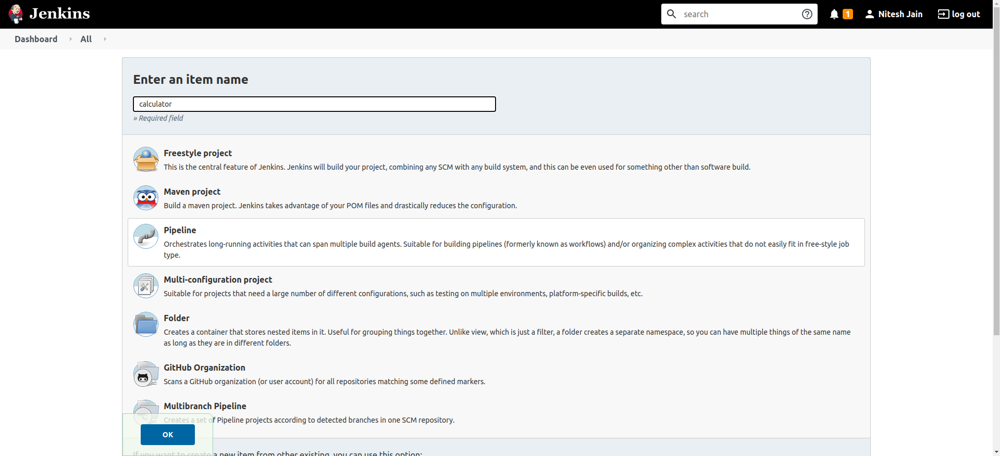 Jenkins
search
1
Nitesh Jain
log out
Dashboard
All
Enter an item name
calculator
» Required field
Freestyle project
This is the central feature of Jenkins. Jenkins will build your project, combining any SCM with any build system, and this can be even used for something other than software build.
Maven project
Build a maven project. Jenkins takes advantage of your POM files and drastically reduces the configuration.
Pipeline
Orchestrates long-running activities that can span multiple build agents. Suitable for building pipelines (formerly known as workflows) and/or organizing complex activities that do not easily fit in free-style job
type.
Multi-configuration project
Suitable for projects that need a large number of different configurations, such as testing on multiple environments, platform-specific builds, etc.
Folder
Creates a container that stores nested items in it. Useful for grouping things together. Unlike view, which is just a filter, a folder creates a separate namespace, so you can have multiple things of the same name
as long as they are in different folders.
GitHub Organization
Scans a GitHub organization (or user account) for all repositories matching some defined markers.
Multibranch Pipeline
Creates a set of Pipeline projects according to detected branches in one SCM repository.
OK
If you want to create a new item from other existing, you can use this option: